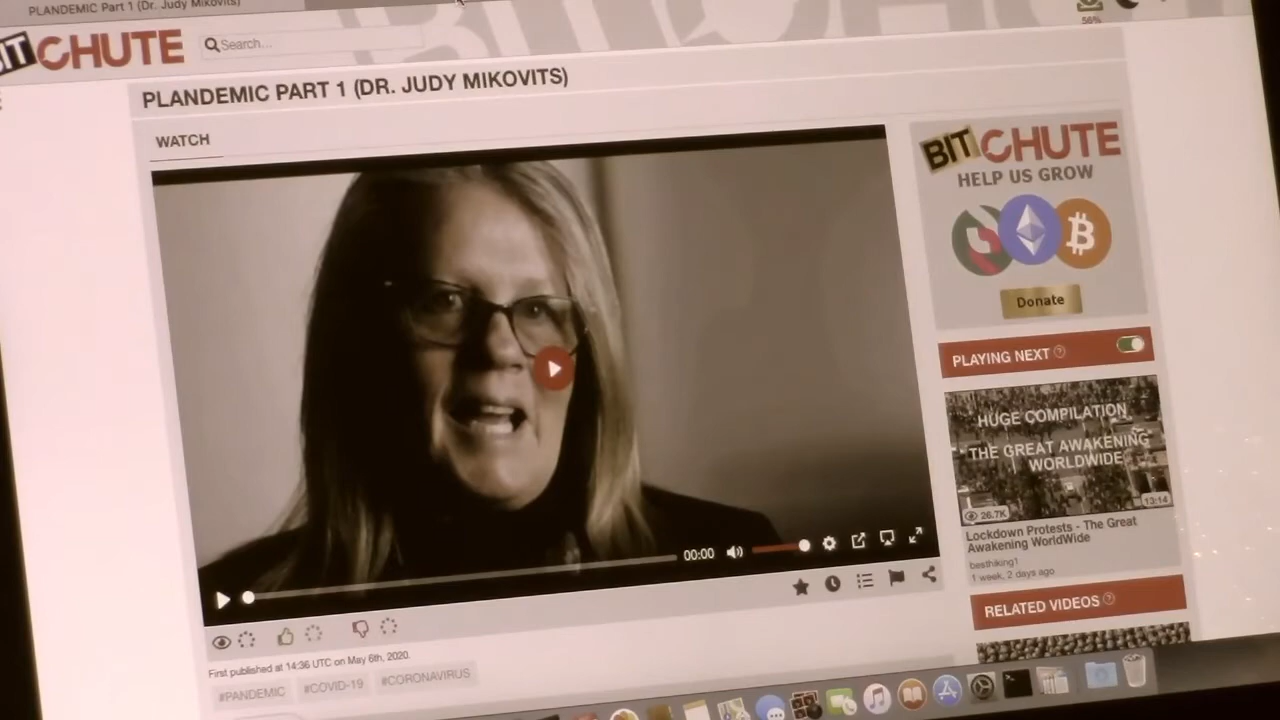 PLANDEMIC Part 1 (Dr. Judy Mikovits)
BITCHUTE
Search...
56%
PLANDEMIC PART 1 (DR. JUDY MIKOVITS)
WATCH
00:00
First published at 14:36 UTC on May 6th, 2020.
#PANDEMIC
#COVID-19
#CORONAVIRUS
BITCHUTE
HELP US GROW
Donate
PLAYING NEXT
HUGE COMPILATION
THE GREAT AWAKENING
WORLDWIDE
26.7K
13:14
Lockdown Protests - The Great
Awakening WorldWide
besthiking1
1 week, 2 days ago
RELATED VIDEOS